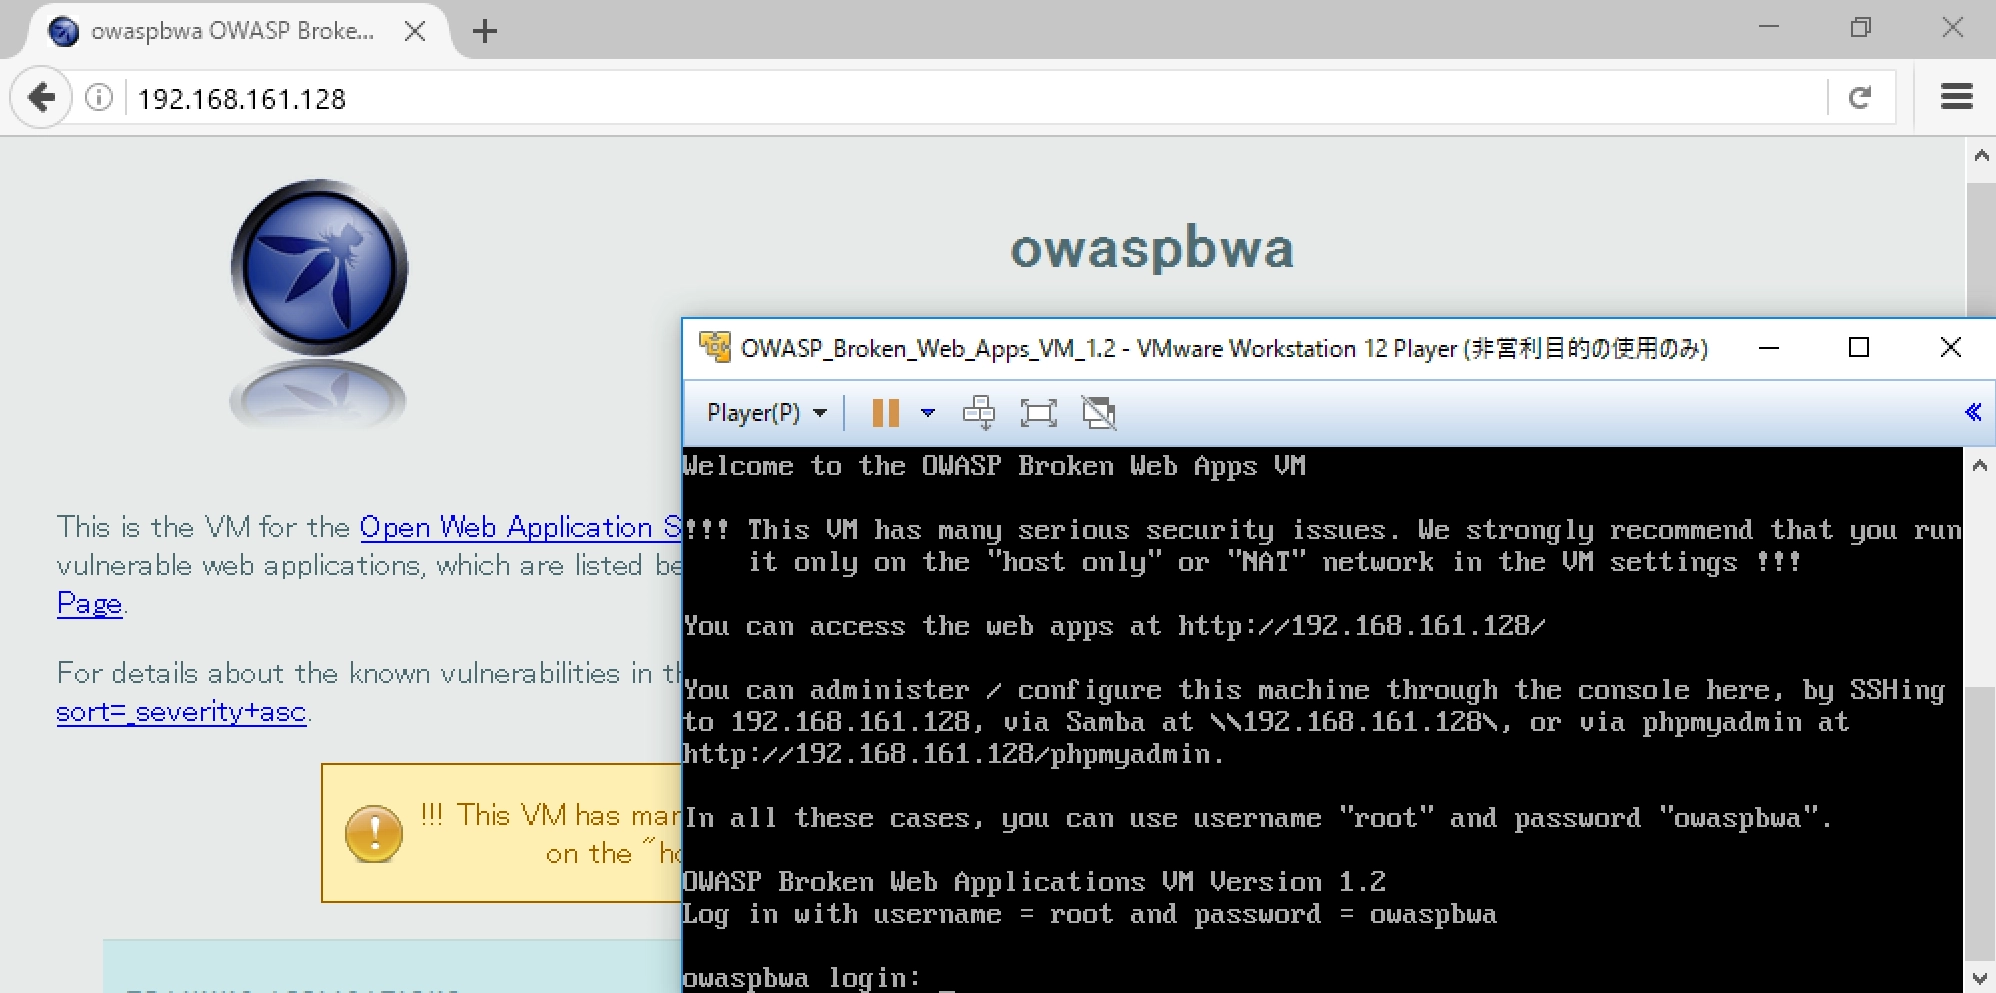 owaspbwa OWASP Broke...
192.168.161.128
owaspbwa
This is the VM for the Open Web Application S
vulnerable web applications, which are listed be
Page.
For details about the known vulnerabilities in th
sort=_severity+asc.
!!! This VM has mar
on the "ho
OWASP_Broken_Web_Apps_VM_1.2 - VMware Workstation 12 Player (非営利目的の使用のみ)
Player(P)
Welcome to the OWASP Broken Web Apps VM
!!! This VM has many serious security issues. We strongly recommend that you run
it only on the "host only" or "NAT" network in the VM settings !!!
You can access the web apps at http://192.168.161.128/
You can administer / configure this machine through the console here, by SSHing
to 192.168.161.128, via Samba at \\192.168.161.128\, or via phpmyadmin at
http://192.168.161.128/phpmyadmin.
In all these cases, you can use username "root" and password "owaspbwa".
OWASP Broken Web Applications VM Version 1.2
Log in with username = root and password = owaspbwa
owaspbwa login: _